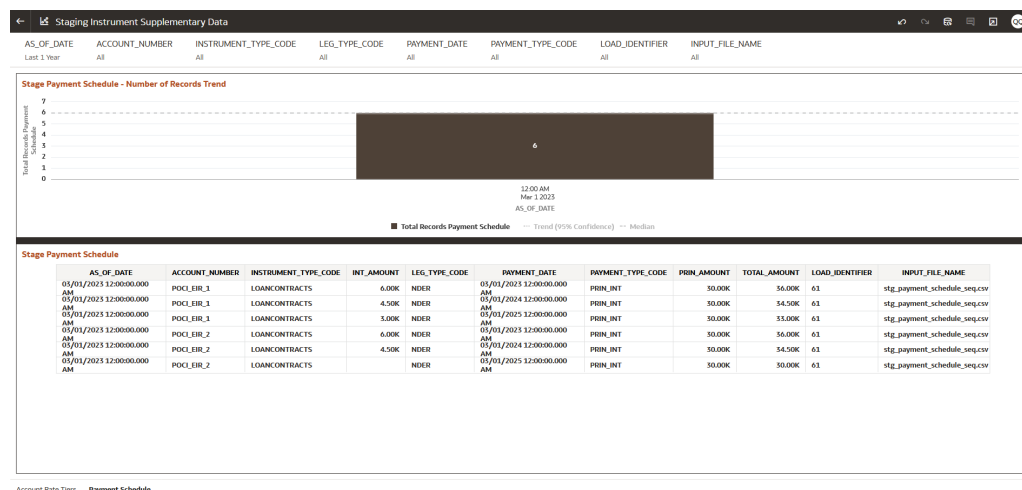 Staging Instrument Supplementary Data
QQ
AS_OF_DATE ACCOUNT_NUMBER INSTRUMENT_TYPE_CODE LEG_TYPE_CODE PAYMENT_DATE PAYMENT_TYPE_CODE LOAD_IDENTIFIER INPUT_FILE_NAME
Last 1 Year All All All All All All All
Stage Payment Schedule - Number of Records Trend
Total Records Payment Schedule
7
6
5
4
3
2
1
0
6
12:00 AM
Mar 1 2023
AS_OF_DATE
Total Records Payment Schedule Trend (95% Confidence) Median
Stage Payment Schedule
AS_OF_DATE ACCOUNT_NUMBER INSTRUMENT_TYPE_CODE INT_AMOUNT LEG_TYPE_CODE PAYMENT_DATE PAYMENT_TYPE_CODE PRIN_AMOUNT TOTAL_AMOUNT LOAD_IDENTIFIER INPUT_FILE_NAME
03/01/2023 12:00:00.000 AM POCI_EIR_1 LOANCONTRACTS 6.00K NDER 03/01/2023 12:00:00.000 AM PRIN_INT 30.00K 36.00K 61 stg_payment_schedule_seq.csv
03/01/2023 12:00:00.000 AM POCI_EIR_1 LOANCONTRACTS 4.50K NDER 03/01/2024 12:00:00.000 AM PRIN_INT 30.00K 34.50K 61 stg_payment_schedule_seq.csv
03/01/2023 12:00:00.000 AM POCI_EIR_1 LOANCONTRACTS 3.00K NDER 03/01/2025 12:00:00.000 AM PRIN_INT 30.00K 33.00K 61 stg_payment_schedule_seq.csv
03/01/2023 12:00:00.000 AM POCI_EIR_2 LOANCONTRACTS 6.00K NDER 03/01/2023 12:00:00.000 AM PRIN_INT 30.00K 36.00K 61 stg_payment_schedule_seq.csv
03/01/2023 12:00:00.000 AM POCI_EIR_2 LOANCONTRACTS 4.50K NDER 03/01/2024 12:00:00.000 AM PRIN_INT 30.00K 34.50K 61 stg_payment_schedule_seq.csv
03/01/2023 12:00:00.000 AM POCI_EIR_2 LOANCONTRACTS NDER 03/01/2025 12:00:00.000 AM PRIN_INT 30.00K 30.00K 61 stg_payment_schedule_seq.csv
Account Rate Tiers Payment Schedule